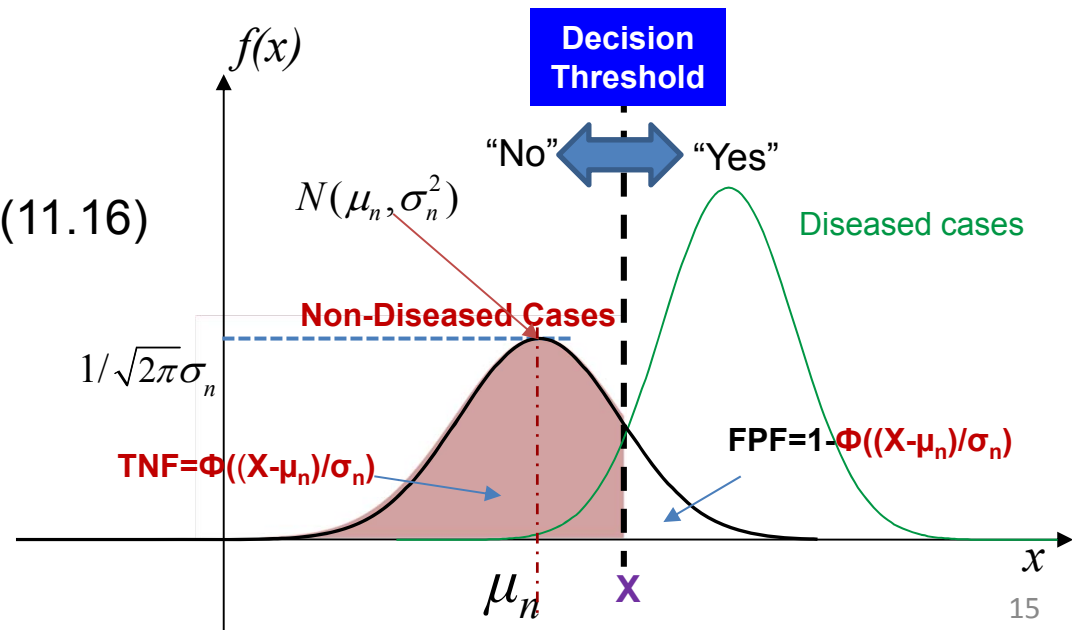 f(x)
Decision
Threshold
“No”
“Yes”
(11.16)
N(μₙ,σₙ²)
Diseased cases
Non-Diseased Cases
1/√2πσₙ
FPF=1-Φ((X-μₙ)/σₙ)
TNF=Φ((X-μₙ)/σₙ)
x
μₙ
X
15